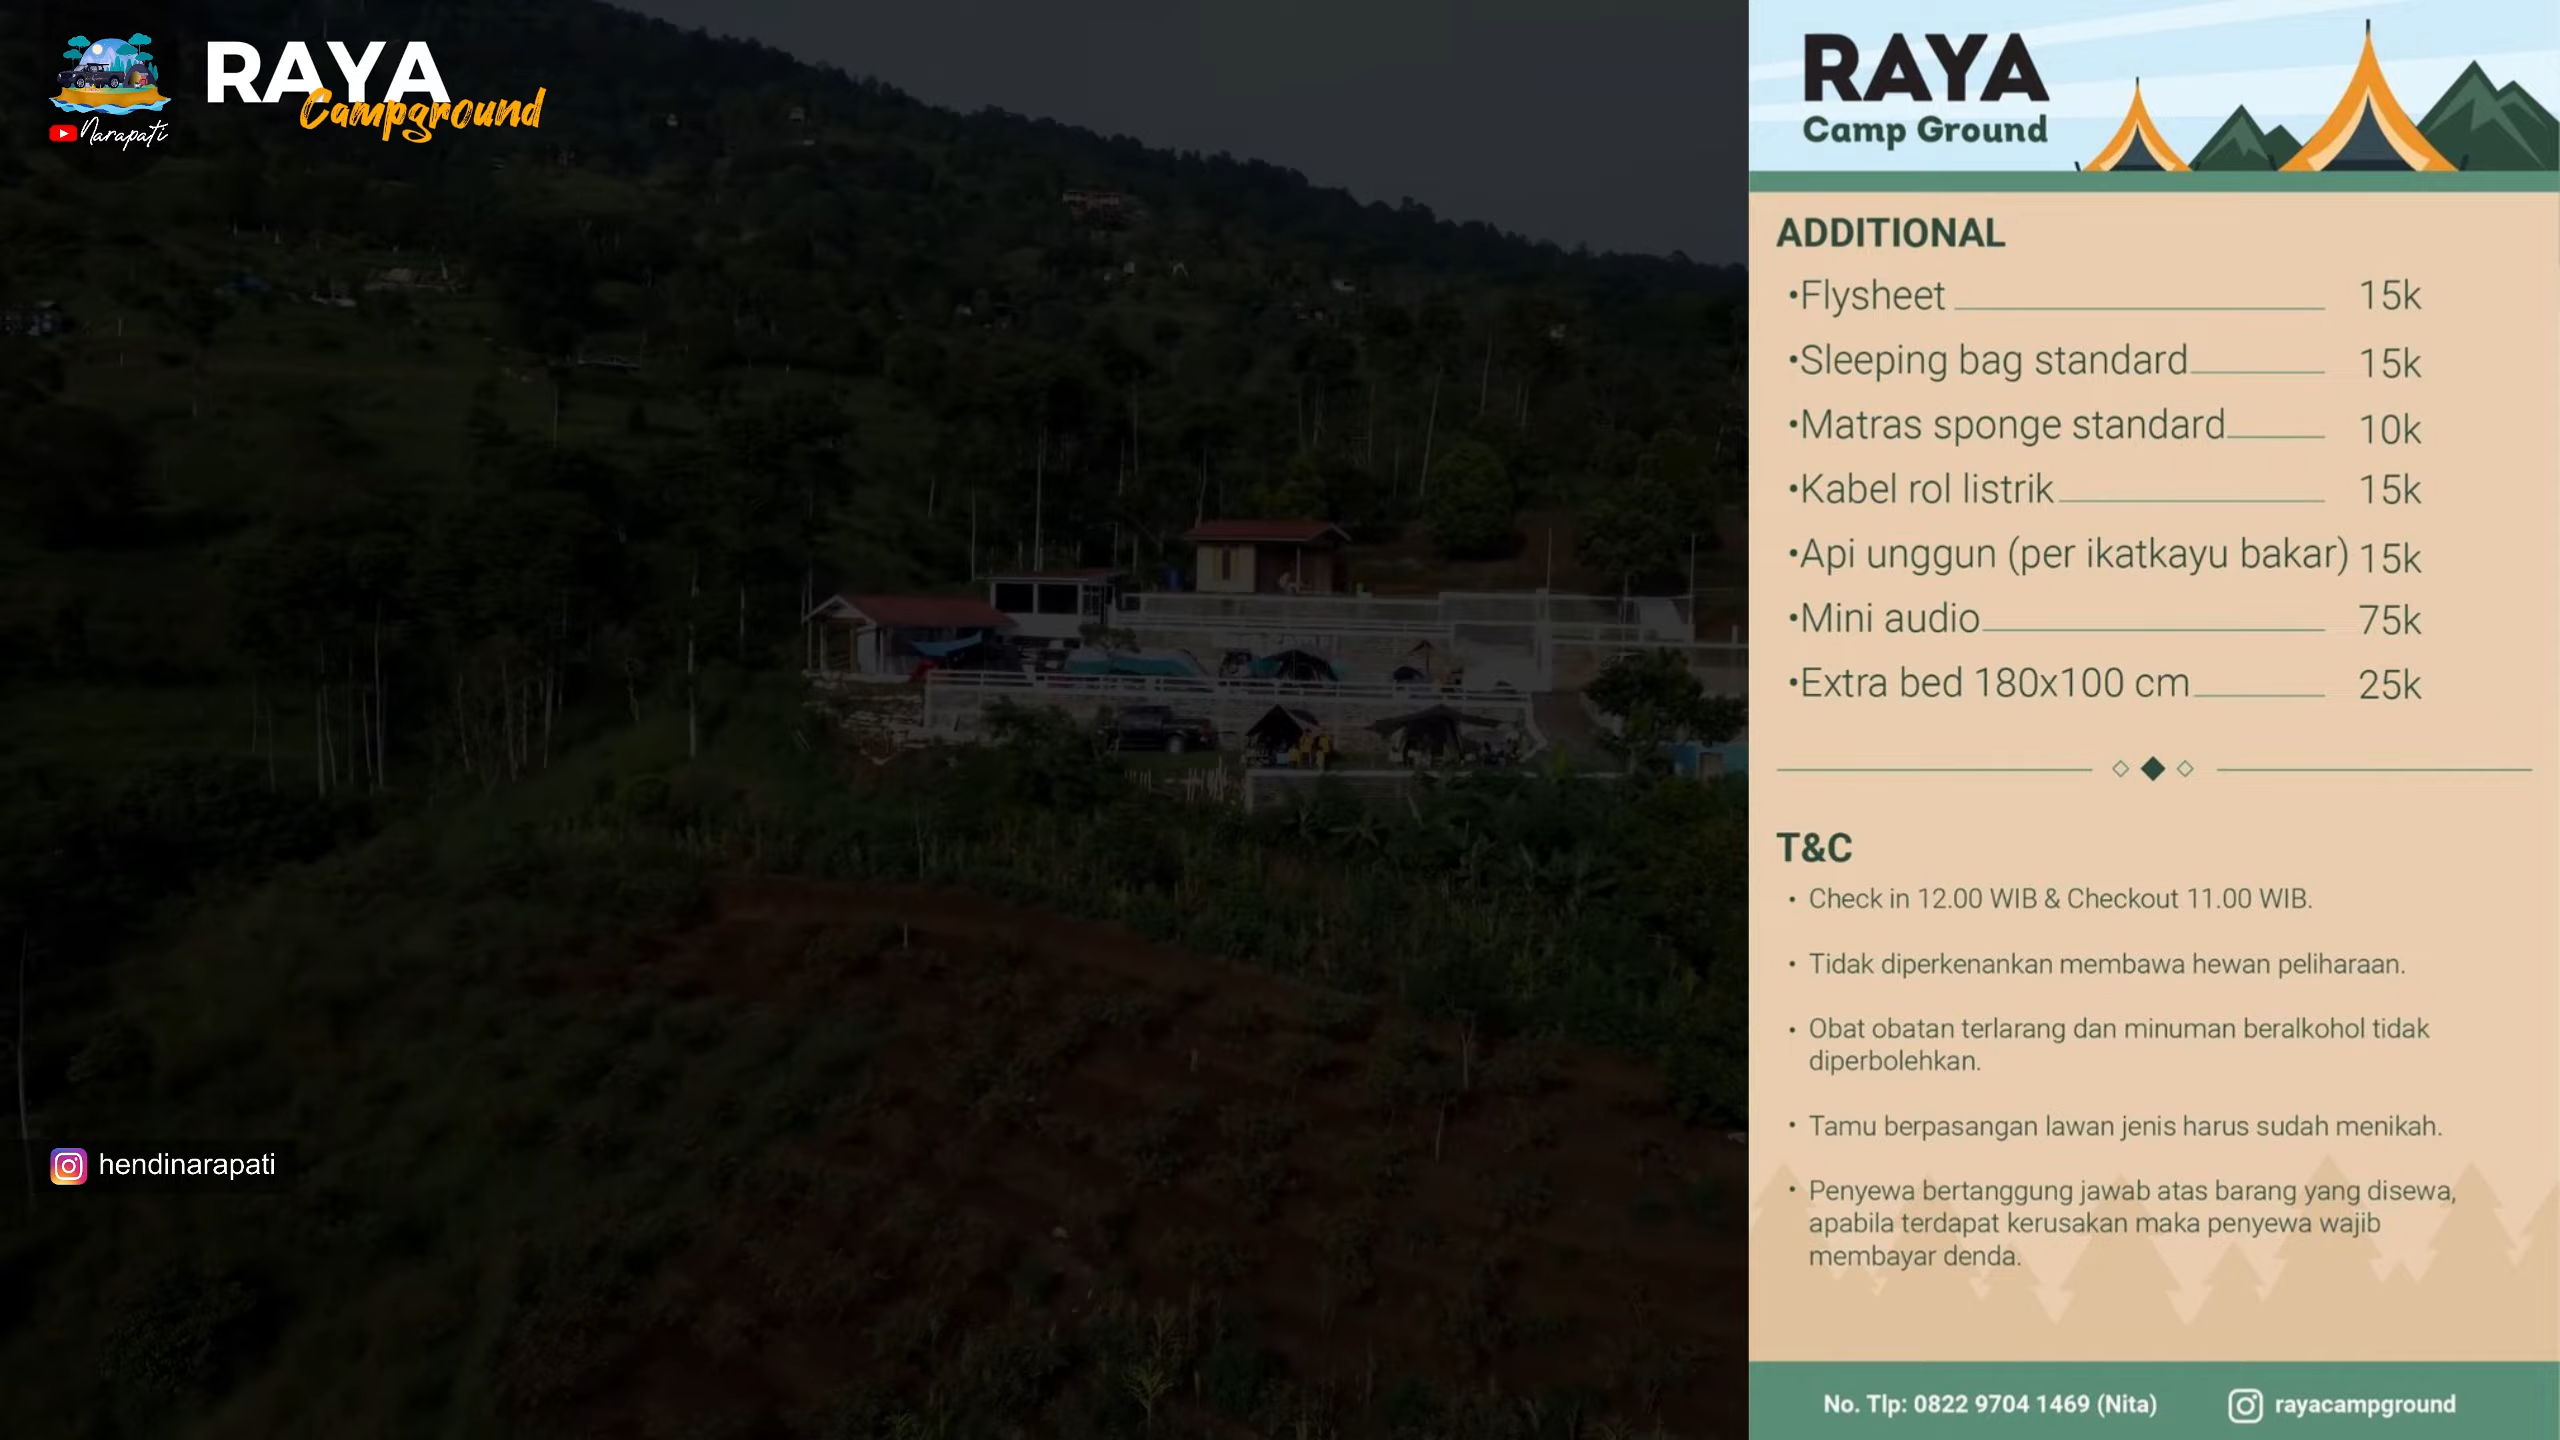 RAYA
Campground
Narapati
hendinarapati
RAYA
Camp Ground
ADDITIONAL
•Flysheet 15k
•Sleeping bag standard 15k
•Matras sponge standard 10k
•Kabel rol listrik 15k
•Api unggun (per ikatkayu bakar) 15k
•Mini audio 75k
•Extra bed 180x100 cm 25k
T&C
• Check in 12.00 WIB & Checkout 11.00 WIB.
• Tidak diperkenankan membawa hewan peliharaan.
• Obat obatan terlarang dan minuman beralkohol tidak
diperbolehkan.
• Tamu berpasangan lawan jenis harus sudah menikah.
• Penyewa bertanggung jawab atas barang yang disewa,
apabila terdapat kerusakan maka penyewa wajib
membayar denda.
No. Tlp: 0822 9704 1469 (Nita)
rayacampground